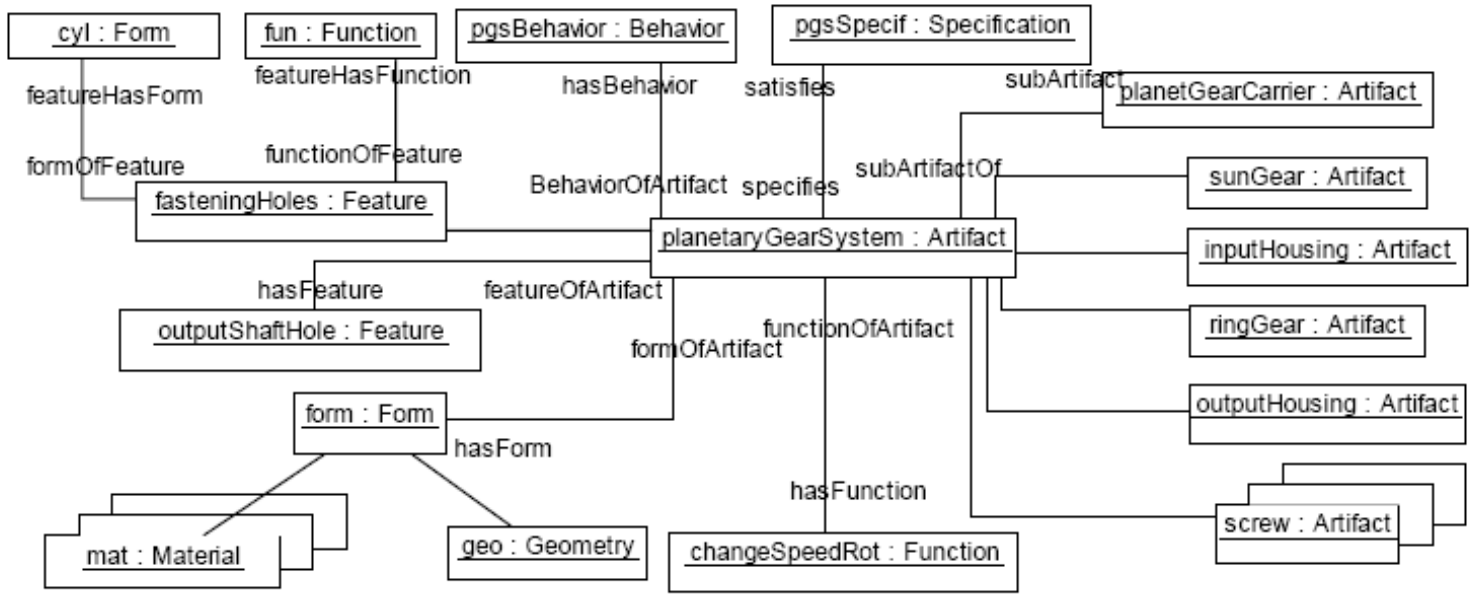 cyl : Form
fun : Function
pgsBehavior : Behavior
pgsSpecif : Specification
featureHasForm
featureHasFunction
hasBehavior
satisfies
subArtifact
planetGearCarrier : Artifact
formOfFeature
functionOfFeature
BehaviorOfArtifact
specifies
subArtifactOf
sunGear : Artifact
fasteningHoles : Feature
planetaryGearSystem : Artifact
inputHousing : Artifact
hasFeature
featureOfArtifact
outputShaftHole : Feature
formOfArtifact
functionOfArtifact
ringGear : Artifact
form : Form
outputHousing : Artifact
hasForm
hasFunction
mat : Material
geo : Geometry
changeSpeedRot : Function
screw : Artifact